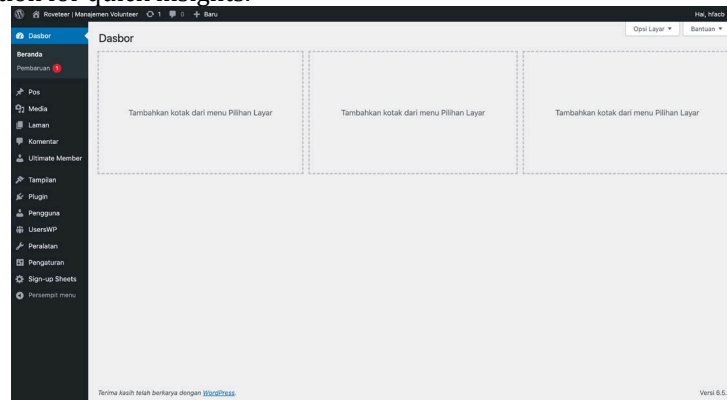 tion for quick insights.
Roveteer | Manajemen Volunteer 1 0 + Baru Hai, hfacb
Opsi Layar Bantuan
Dasbor
Dasbor
Beranda
Pembaruan 1
Pos
Media
Laman
Komentar
Ultimate Member
Tampilan
Plugin
Pengguna
UsersWP
Peralatan
Pengaturan
Sign-up Sheets
Persempit menu
Tambahkan kotak dari menu Pilihan Layar
Tambahkan kotak dari menu Pilihan Layar
Tambahkan kotak dari menu Pilihan Layar
Terima kasih telah berkarya dengan WordPress.
Versi 6.5.